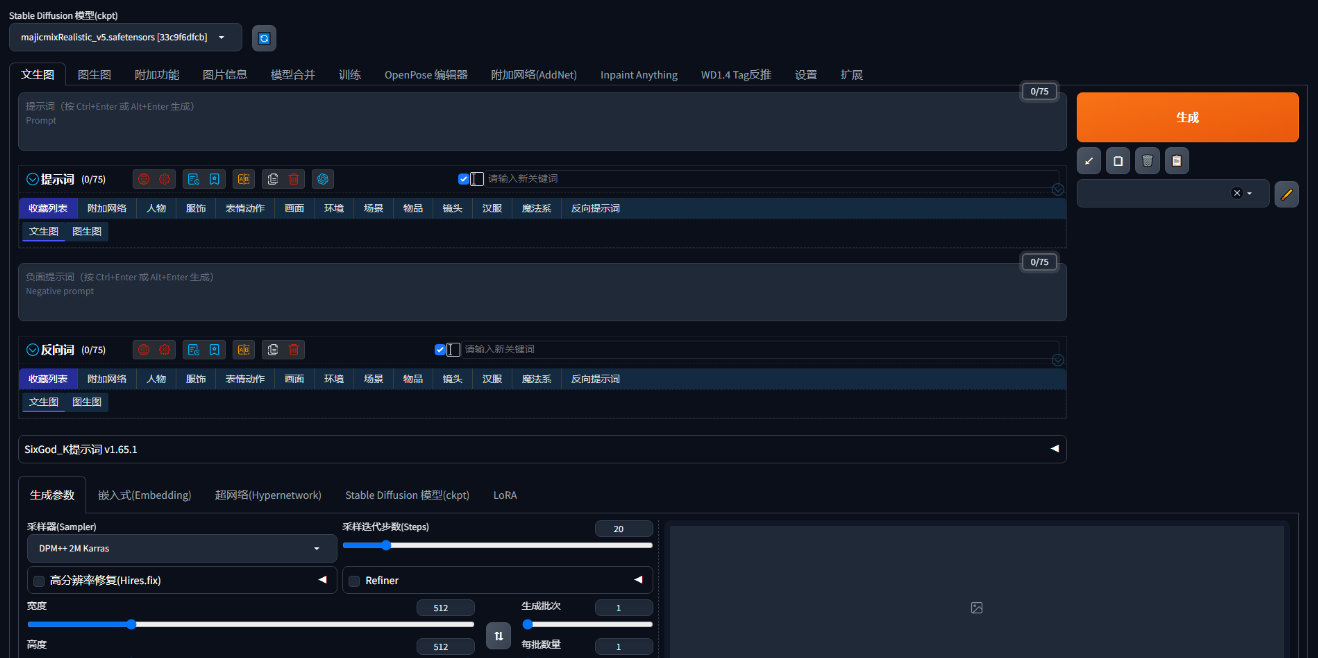 Stable Diffusion 模型(ckpt)
majicmixRealistic_v5.safetensors [33c9f6dfcb]
文生图 图生图 附加功能 图片信息 模型合并 训练 OpenPose 编辑器 附加网络(AddNet) Inpaint Anything WD1.4 Tag反推 设置 扩展
0/75
提示词（按 Ctrl+Enter 或 Alt+Enter 生成）
Prompt
生成
提示词 (0/75) 请输入新关键词
收藏列表 附加网络 人物 服饰 表情动作 画面 环境 场景 物品 镜头 汉服 魔法系 反向提示词
文生图 图生图
0/75
负面提示词（按 Ctrl+Enter 或 Alt+Enter 生成）
Negative prompt
反向词 (0/75) 请输入新关键词
收藏列表 附加网络 人物 服饰 表情动作 画面 环境 场景 物品 镜头 汉服 魔法系 反向提示词
文生图 图生图
SixGod_K提示词 v1.65.1
生成参数 嵌入式(Embedding) 超网络(Hypernetwork) Stable Diffusion 模型(ckpt) LoRA
采样器(Sampler) 采样迭代步数(Steps) 20
DPM++ 2M Karras
高分辨率修复(Hires.fix) Refiner
宽度 512 生成批次 1
高度 512 每批数量 1